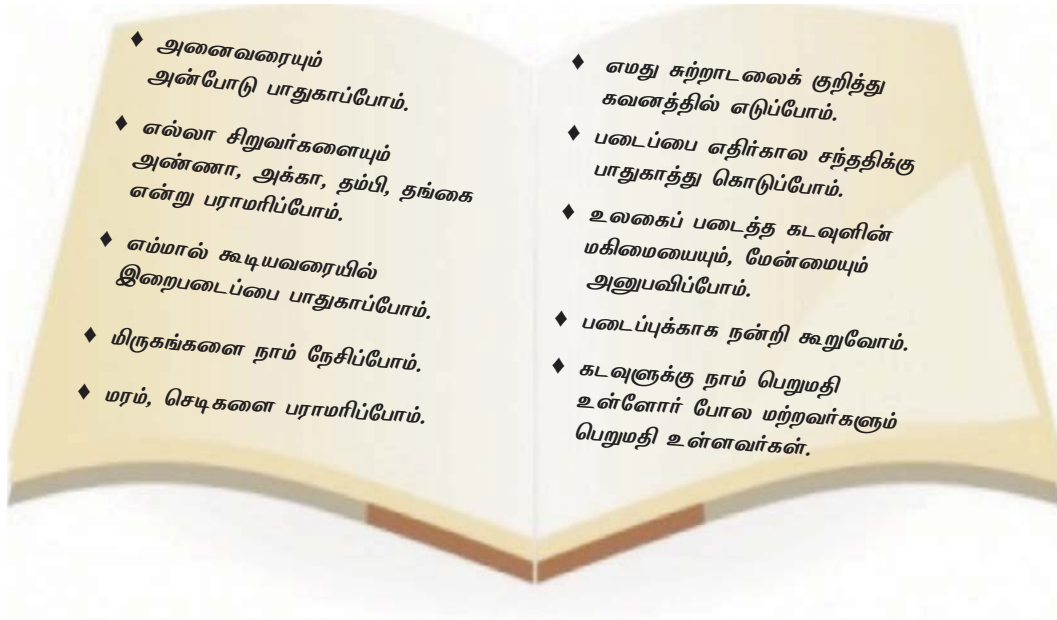 ♦ அனைவரையும்
அன்போடு பாதுகாப்போம்.
♦ எல்லா சிறுவர்களையும்
அண்ணா, அக்கா, தம்பி, தங்கை
என்று பராமரிப்போம்.
♦ எம்மால் கூடியவரையில்
இறைபடைப்பை பாதுகாப்போம்.
♦ மிருகங்களை நாம் நேசிப்போம்.
♦ மரம், செடிகளை பராமரிப்போம்.
♦ எமது சுற்றாடலைக் குறித்து
கவனத்தில் எடுப்போம்.
♦ படைப்பை எதிர்கால சந்ததிக்கு
பாதுகாத்து கொடுப்போம்.
♦ உலகைப் படைத்த கடவுளின்
மகிமையையும், மேன்மையும்
அனுபவிப்போம்.
♦ படைப்புக்காக நன்றி கூறுவோம்.
♦ கடவுளுக்கு நாம் பெறுமதி
உள்ளோர் போல மற்றவர்களும்
பெறுமதி உள்ளவர்கள்.